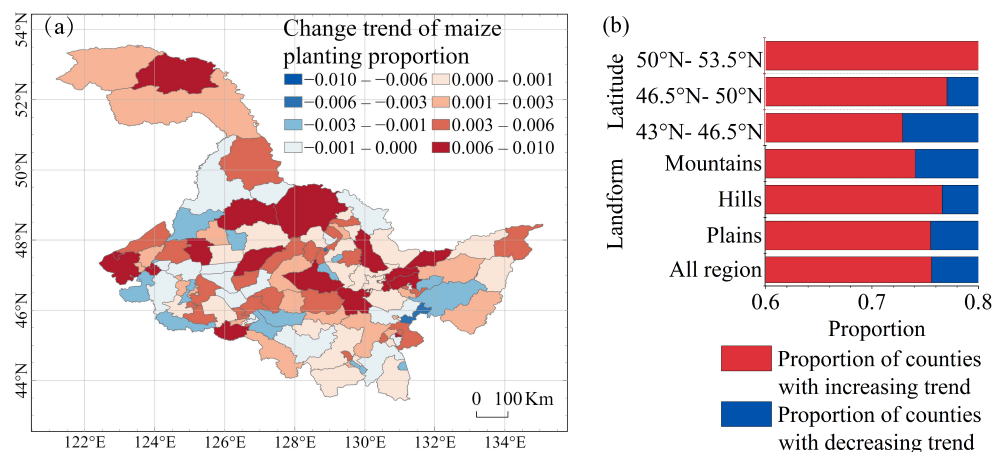 (a)
Change trend of maize
planting proportion
−0.010 – −0.006
0.000 – 0.001
−0.006 – −0.003
0.001 – 0.003
−0.003 – −0.001
0.003 – 0.006
−0.001 – 0.000
0.006 – 0.010
54°N
52°N
50°N
48°N
46°N
44°N
0 100 Km
122°E 124°E 126°E 128°E 130°E 132°E 134°E
(b)
Latitude
50°N- 53.5°N
46.5°N- 50°N
43°N- 46.5°N
Landform
Mountains
Hills
Plains
All region
0.6 0.7 0.8
Proportion
Proportion of counties
with increasing trend
Proportion of counties
with decreasing trend